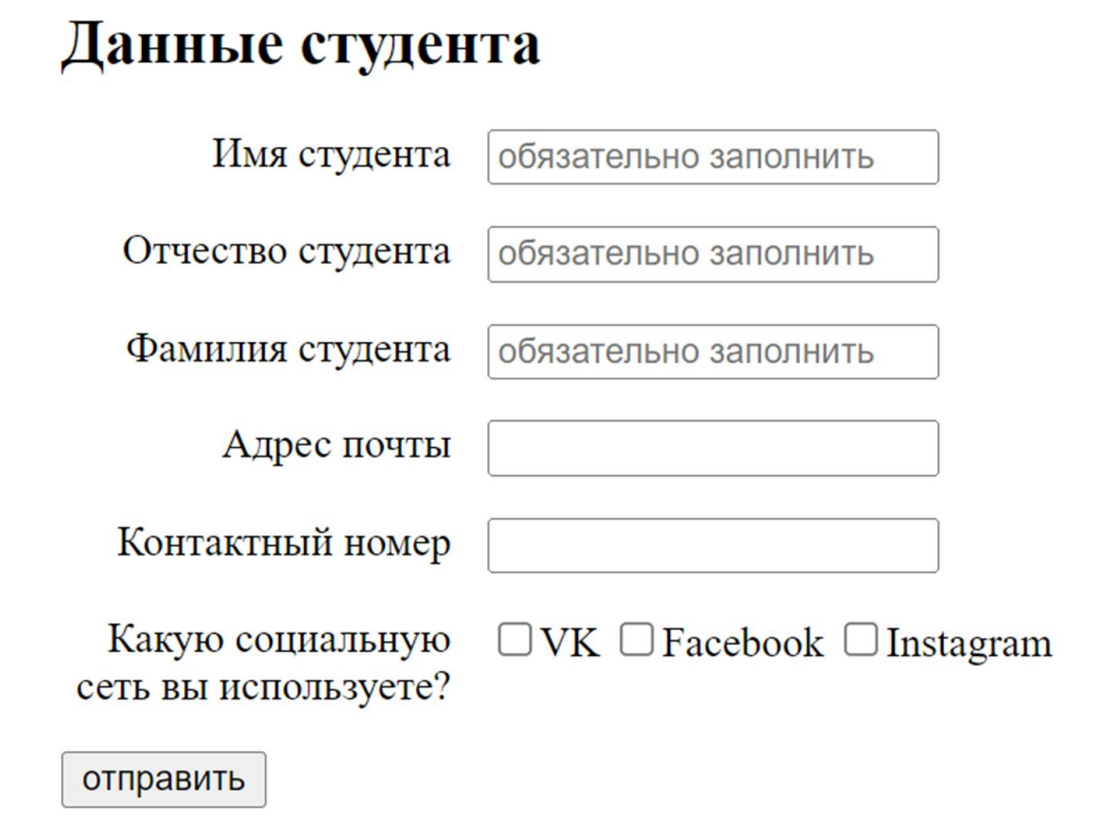 Данные студента
Имя студента обязательно заполнить
Отчество студента обязательно заполнить
Фамилия студента обязательно заполнить
Адрес почты
Контактный номер
Какую социальную VK Facebook Instagram
сеть вы используете?
отправить